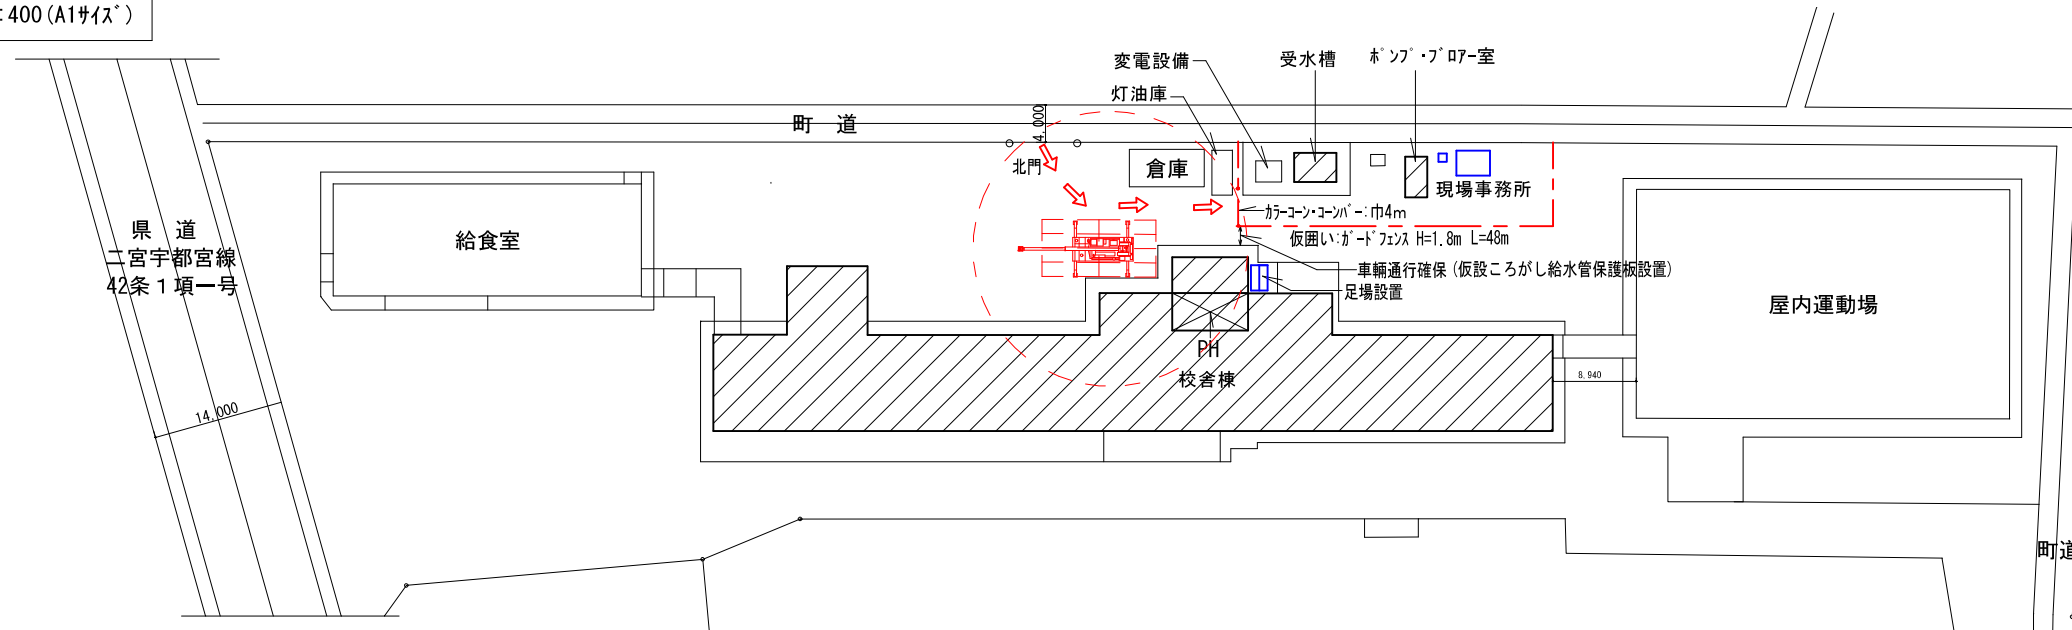 :400(A1ｻｲｽﾞ)
変電設備
受水槽
ﾎﾟﾝﾌﾟ･ﾌﾞﾛｱｰ室
灯油庫
4.000
町　道
北門
倉庫
現場事務所
ｶﾗｰｺｰﾝ･ｺｰﾝﾊﾞｰ:巾4m
仮囲い:ｶﾞｰﾄﾞﾌｪﾝｽ H=1.8m L=48m
車輌通行確保(仮設ころがし給水管保護板設置)
足場設置
県　道
二宮宇都宮線
42条１項一号
給食室
屋内運動場
PH
校舎棟
8.940
14.000
町道